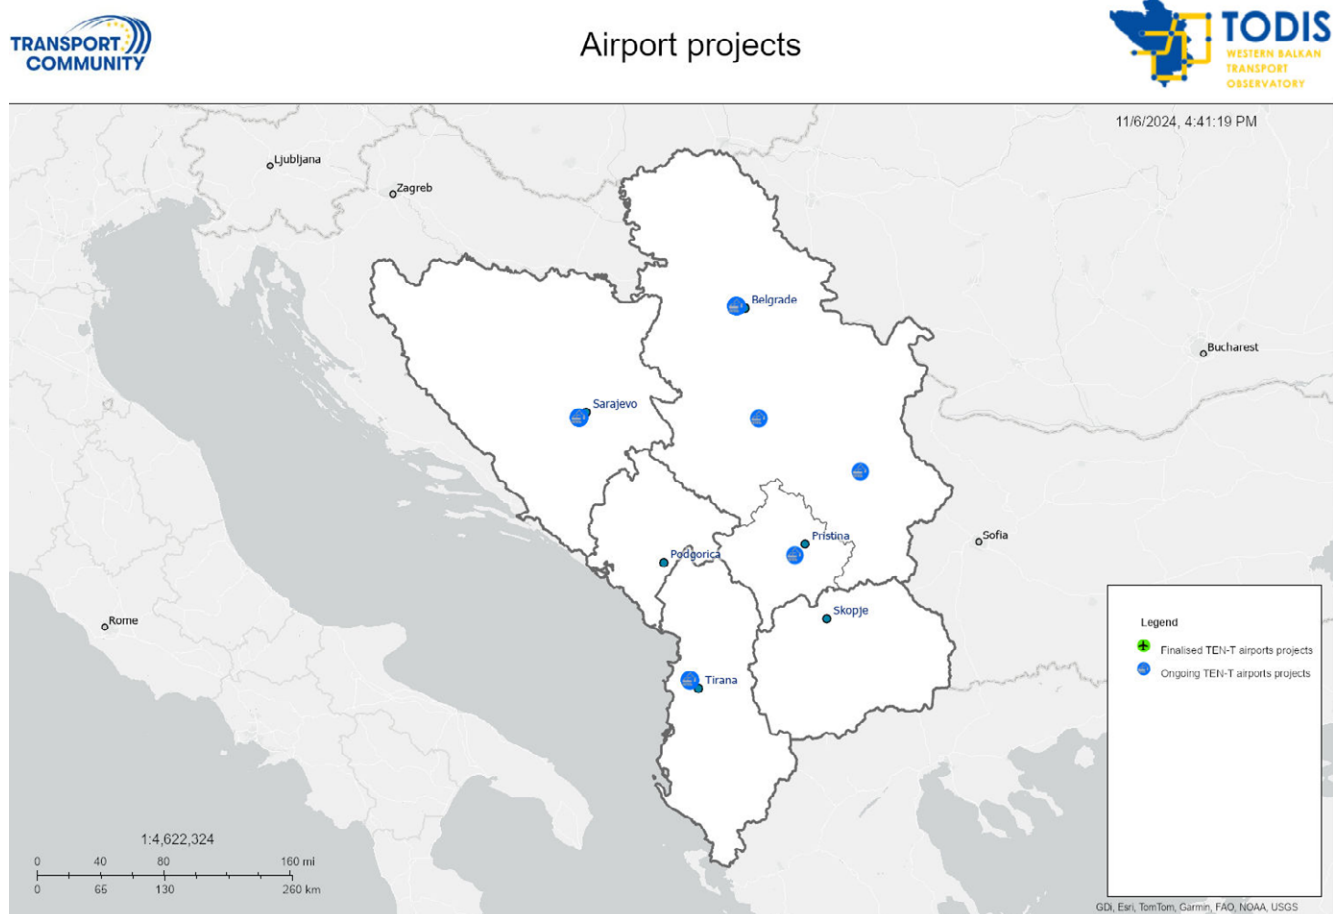 TRANSPORT
COMMUNITY
Airport projects
TODIS
WESTERN BALKAN
TRANSPORT
OBSERVATORY
11/6/2024, 4:41:19 PM
Ljubljana
Zagreb
Belgrade
Bucharest
Sarajevo
Sofia
Pristina
Podgorica
Skopje
Rome
Tirana
Legend
Finalised TEN-T airports projects
Ongoing TEN-T airports projects
1:4,622,324
0 40 80 160 mi
0 65 130 260 km
GDi, Esri, TomTom, Garmin, FAO, NOAA, USGS